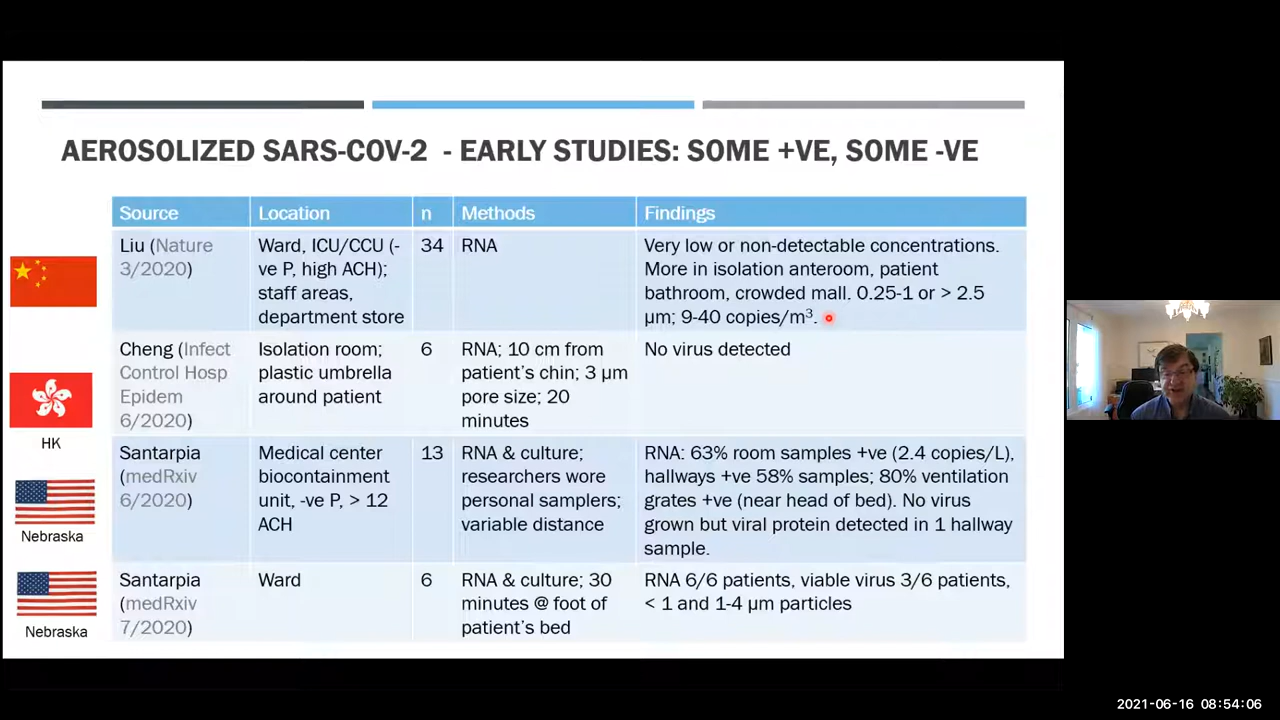 AEROSOLIZED SARS-COV-2 - EARLY STUDIES: SOME +VE, SOME -VE
Source
Location
n
Methods
Findings
Liu (Nature
3/2020)
Ward, ICU/CCU (-
ve P, high ACH);
staff areas,
department store
34
RNA
Very low or non-detectable concentrations.
More in isolation anteroom, patient
bathroom, crowded mall. 0.25-1 or > 2.5
µm; 9-40 copies/m³.
Cheng (Infect
Control Hosp
Epidem
6/2020)
Isolation room;
plastic umbrella
around patient
6
RNA; 10 cm from
patient's chin; 3 µm
pore size; 20
minutes
No virus detected
HK
Santarpia
(medRxiv
6/2020)
Medical center
biocontainment
unit, -ve P, > 12
ACH
13
RNA & culture;
researchers wore
personal samplers;
variable distance
RNA: 63% room samples +ve (2.4 copies/L),
hallways +ve 58% samples; 80% ventilation
grates +ve (near head of bed). No virus
grown but viral protein detected in 1 hallway
sample.
Nebraska
Santarpia
(medRxiv
7/2020)
Ward
6
RNA & culture; 30
minutes @ foot of
patient's bed
RNA 6/6 patients, viable virus 3/6 patients,
< 1 and 1-4 µm particles
Nebraska
2021-06-16 08:54:06